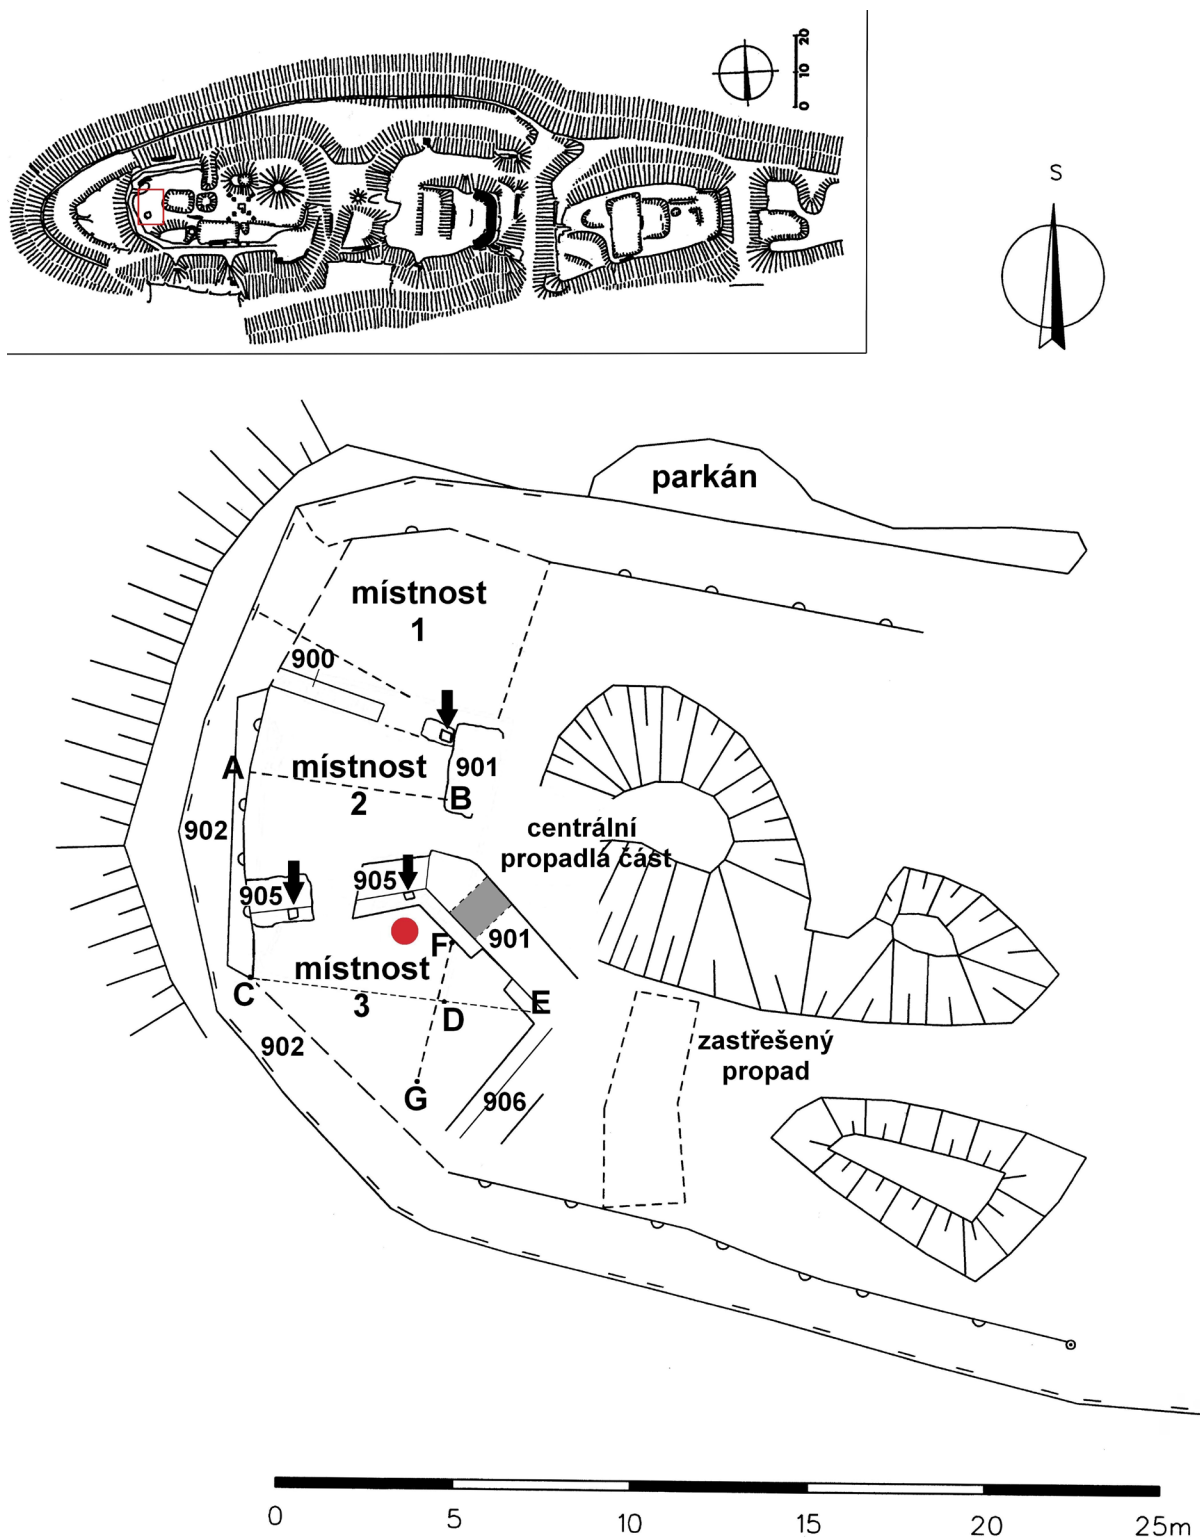 20
10
0
S
parkán
místnost
1
900
místnost
2
901
A
B
902
centrální
propadlá část
905
905
901
F
místnost
3
C
D
E
902
G
906
zastřešený
propad
0
5
10
15
20
25m